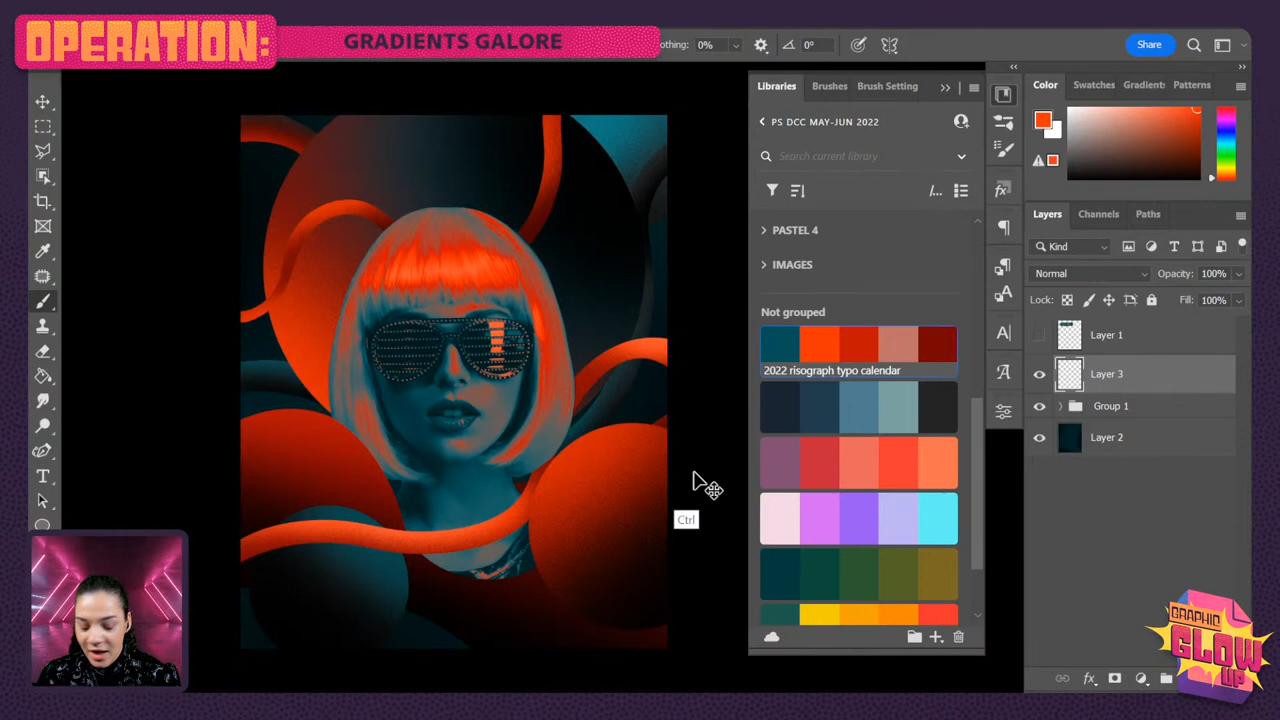 OPERATION:
GRADIENTS GALORE
othing: 0%
0°
Share
Libraries
Brushes
Brush Setting
Color
Swatches
Gradient:
Patterns
PS DCC MAY-JUN 2022
Search current library
/...
PASTEL 4
IMAGES
Not grouped
2022 risograph typo calendar
Layers
Channels
Paths
Kind
Normal
Opacity: 100%
Lock:
Fill: 100%
Layer 1
Layer 3
Group 1
Layer 2
Ctrl
fx
GRAPHIC
GLOW
UP